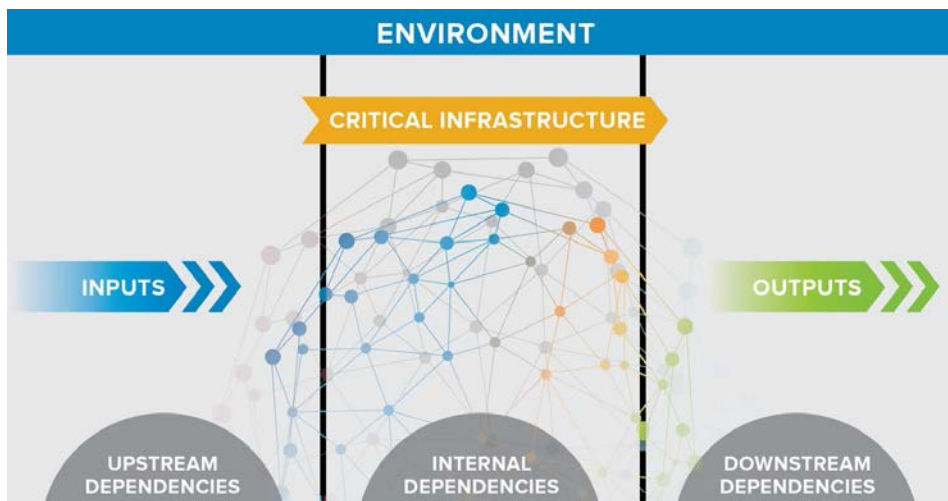 ENVIRONMENT
CRITICAL INFRASTRUCTURE
INPUTS
OUTPUTS
UPSTREAM
DEPENDENCIES
INTERNAL
DEPENDENCIES
DOWNSTREAM
DEPENDENCIES